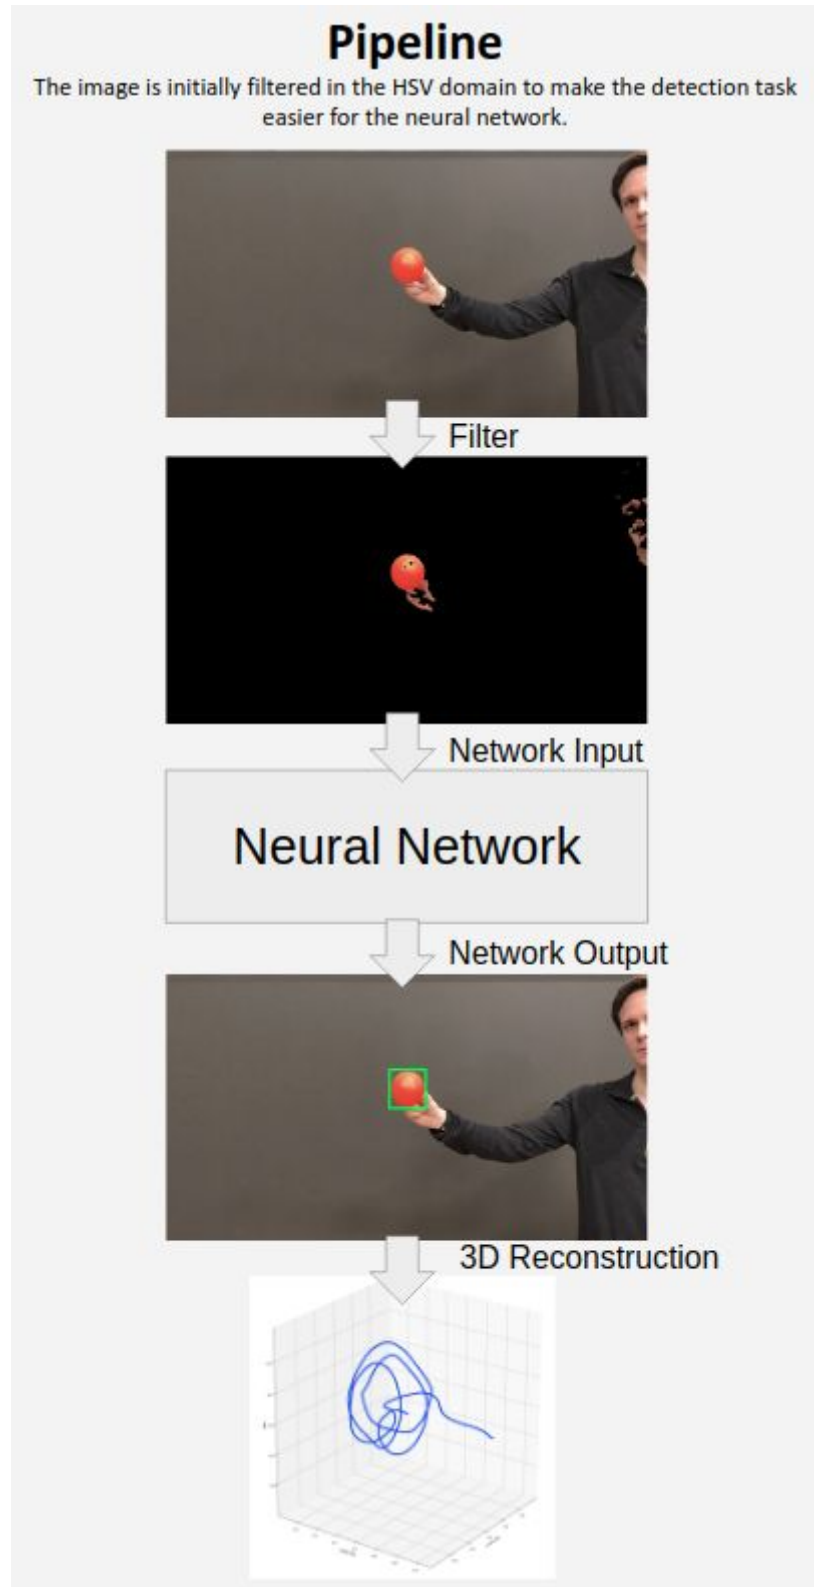 Pipeline
The image is initially filtered in the HSV domain to make the detection task
easier for the neural network.
Filter
Network Input
Neural Network
Network Output
3D Reconstruction